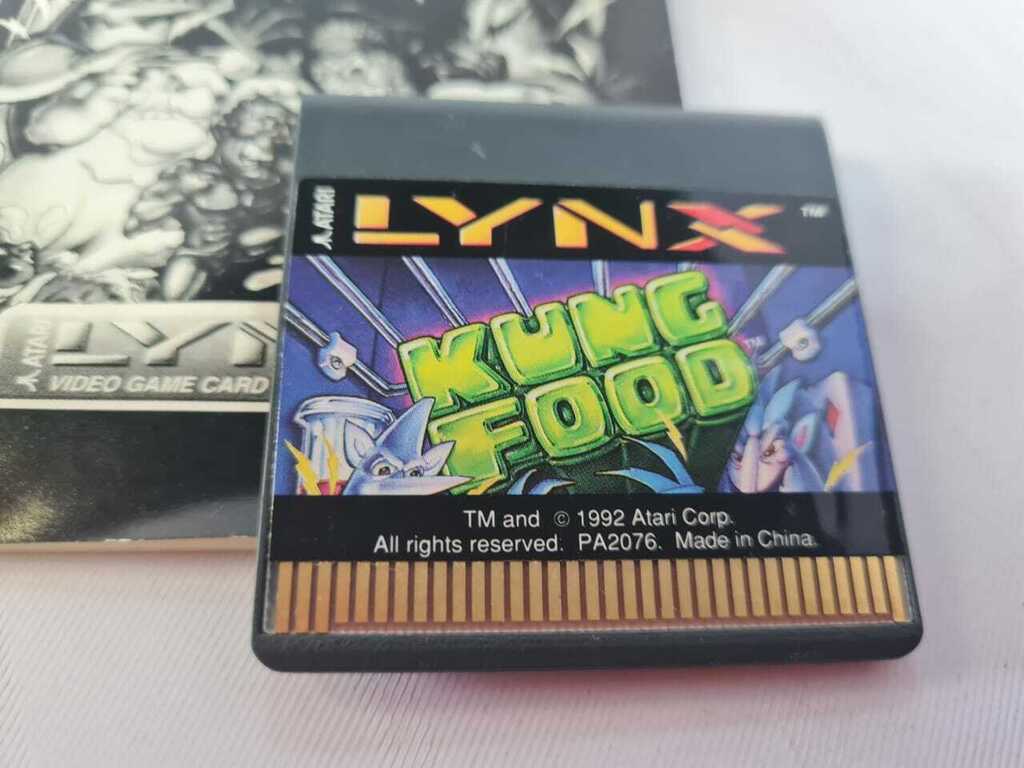 ATARI LYNX TM
KUNG
FOOD TM
TM and © 1992 Atari Corp.
All rights reserved. PA2076. Made in China.
ATARI LYN
VIDEO GAME CARD